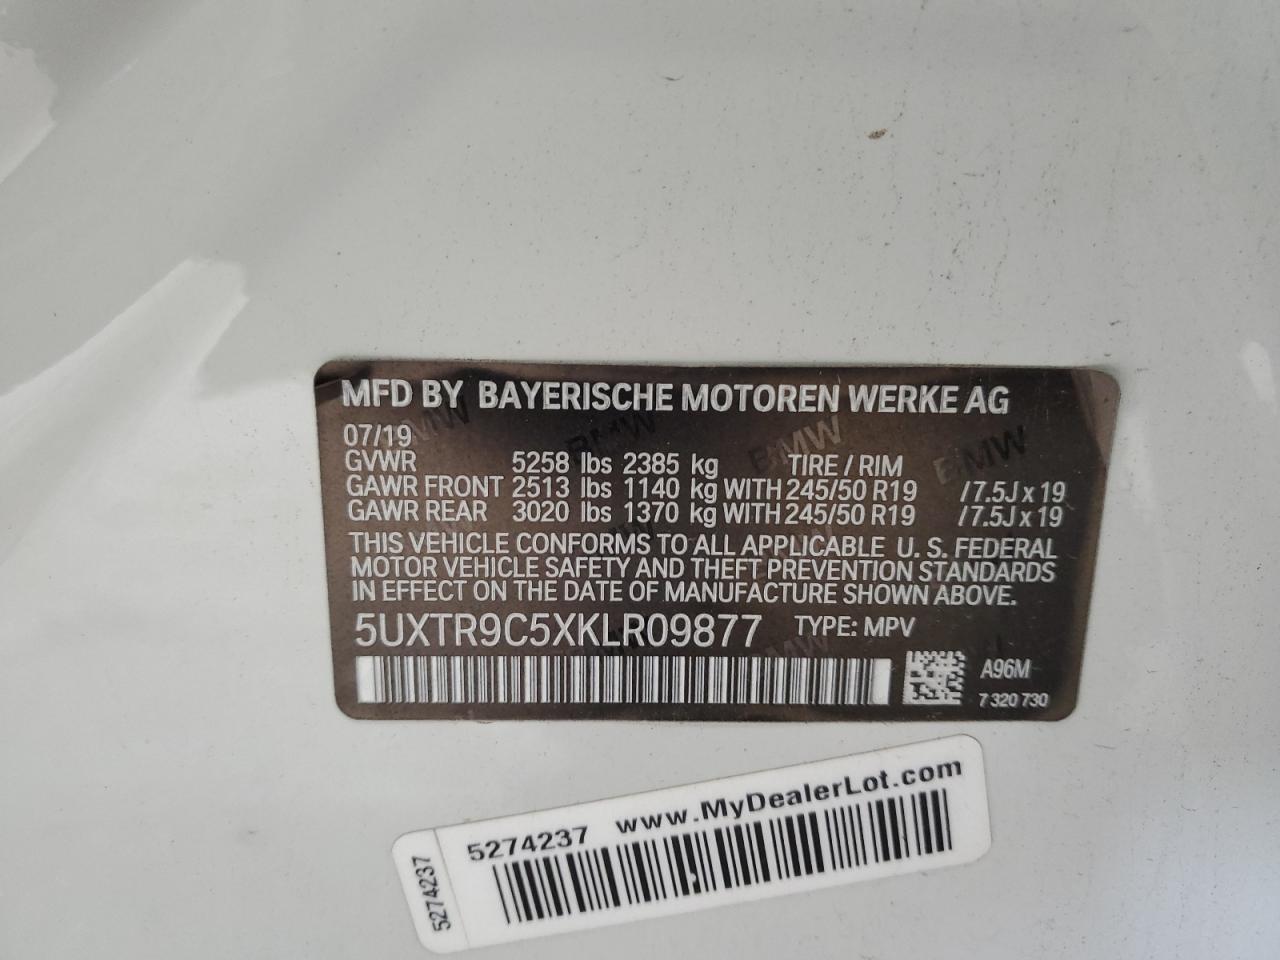 MFD BY BAYERISCHE MOTOREN WERKE AG
07/19
GVWR 5258 lbs 2385 kg TIRE / RIM
GAWR FRONT 2513 lbs 1140 kg WITH 245/50 R19 / 7.5J x 19
GAWR REAR 3020 lbs 1370 kg WITH 245/50 R19 / 7.5J x 19
THIS VEHICLE CONFORMS TO ALL APPLICABLE U. S. FEDERAL
MOTOR VEHICLE SAFETY AND THEFT PREVENTION STANDARDS
IN EFFECT ON THE DATE OF MANUFACTURE SHOWN ABOVE.
5UXTR9C5XKLR09877 TYPE: MPV
A96M
7 320 730
BMW BMW BMW BMW
5274237 www.MyDealerLot.com
5274237